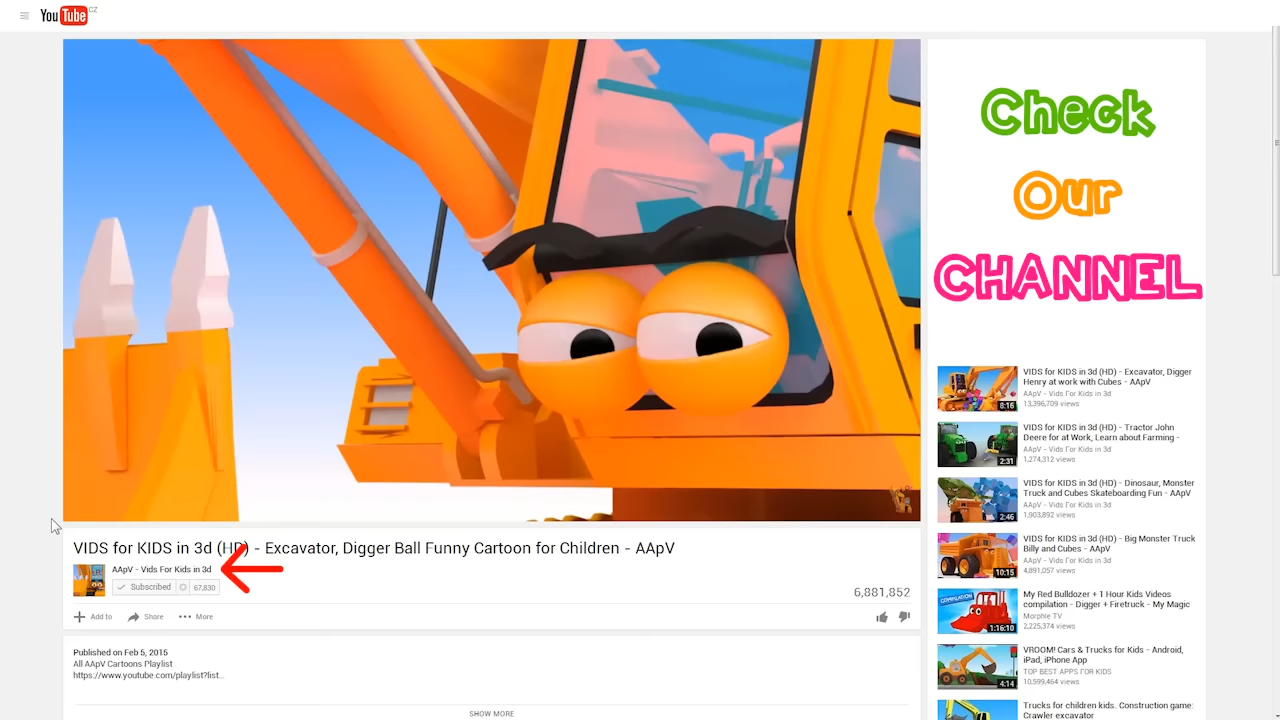 YouTube CZ
Check
Our
CHANNEL
VIDS for KIDS in 3d (HD) - Excavator, Digger Ball Funny Cartoon for Children - AApV
AApV - Vids For Kids in 3d
Subscribed 67,830
6,881,852
Add to Share More
Published on Feb 5, 2015
All AApV Cartoons Playlist
https://www.youtube.com/playlist?list...
SHOW MORE
VIDS for KIDS in 3d (HD) - Excavator, Digger
Henry at work with Cubes - AApV
AApV - Vids For Kids in 3d
13,396,709 views
8:16
VIDS for KIDS in 3d (HD) - Tractor John
Deere for at Work, Learn about Farming -
AApV - Vids For Kids in 3d
1,274,312 views
2:31
VIDS for KIDS in 3d (HD) - Dinosaur, Monster
Truck and Cubes Skateboarding Fun - AApV
AApV - Vids For Kids in 3d
1,903,892 views
2:46
VIDS for KIDS in 3d (HD) - Big Monster Truck
Billy and Cubes - AApV
AApV - Vids For Kids in 3d
4,891,057 views
10:15
My Red Bulldozer + 1 Hour Kids Videos
compilation - Digger + Firetruck - My Magic
Morphle TV
2,225,374 views
COMPILATION
1:16:10
VROOM! Cars & Trucks for Kids - Android,
iPad, iPhone App
TOP BEST APPS FOR KIDS
10,599,464 views
4:14
Trucks for children kids. Construction game:
Crawler excavator